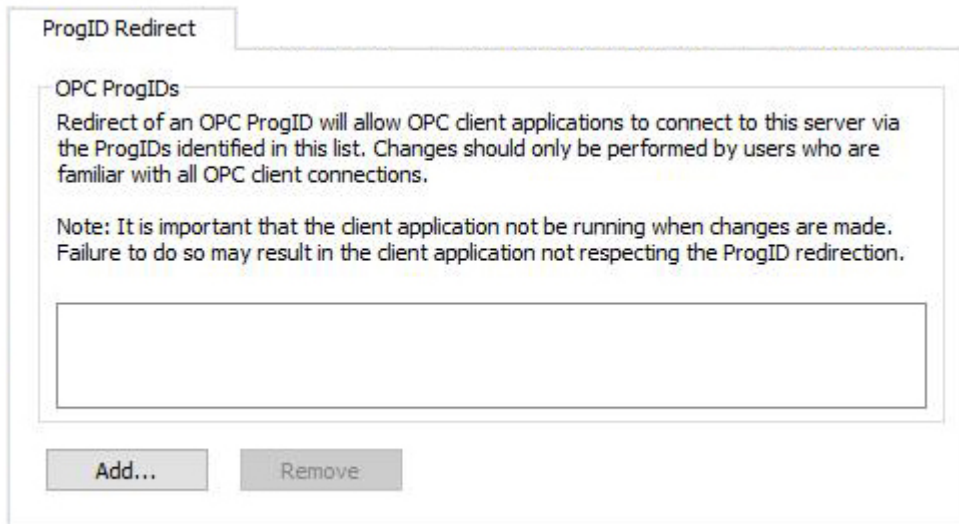 ProgID Redirect
OPC ProgIDs
Redirect of an OPC ProgID will allow OPC client applications to connect to this server via
the ProgIDs identified in this list. Changes should only be performed by users who are
familiar with all OPC client connections.
Note: It is important that the client application not be running when changes are made.
Failure to do so may result in the client application not respecting the ProgID redirection.
Add...
Remove